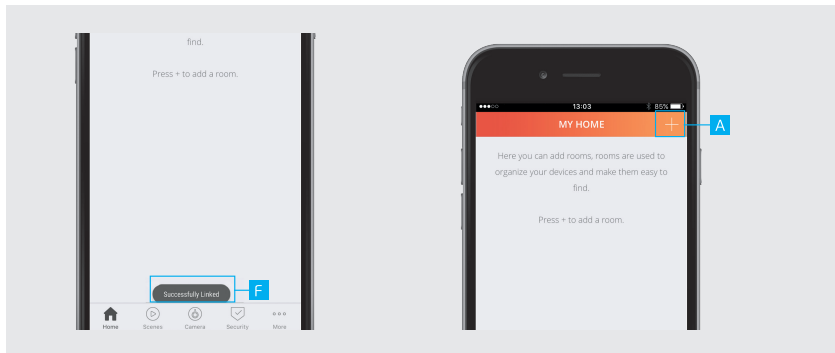 find.
Press + to add a room.
Successfully Linked
F
Home Scenes Camera Security More
13:03 85%
MY HOME
A
Here you can add rooms, rooms are used to
organize your devices and make them easy to
find.
Press + to add a room.